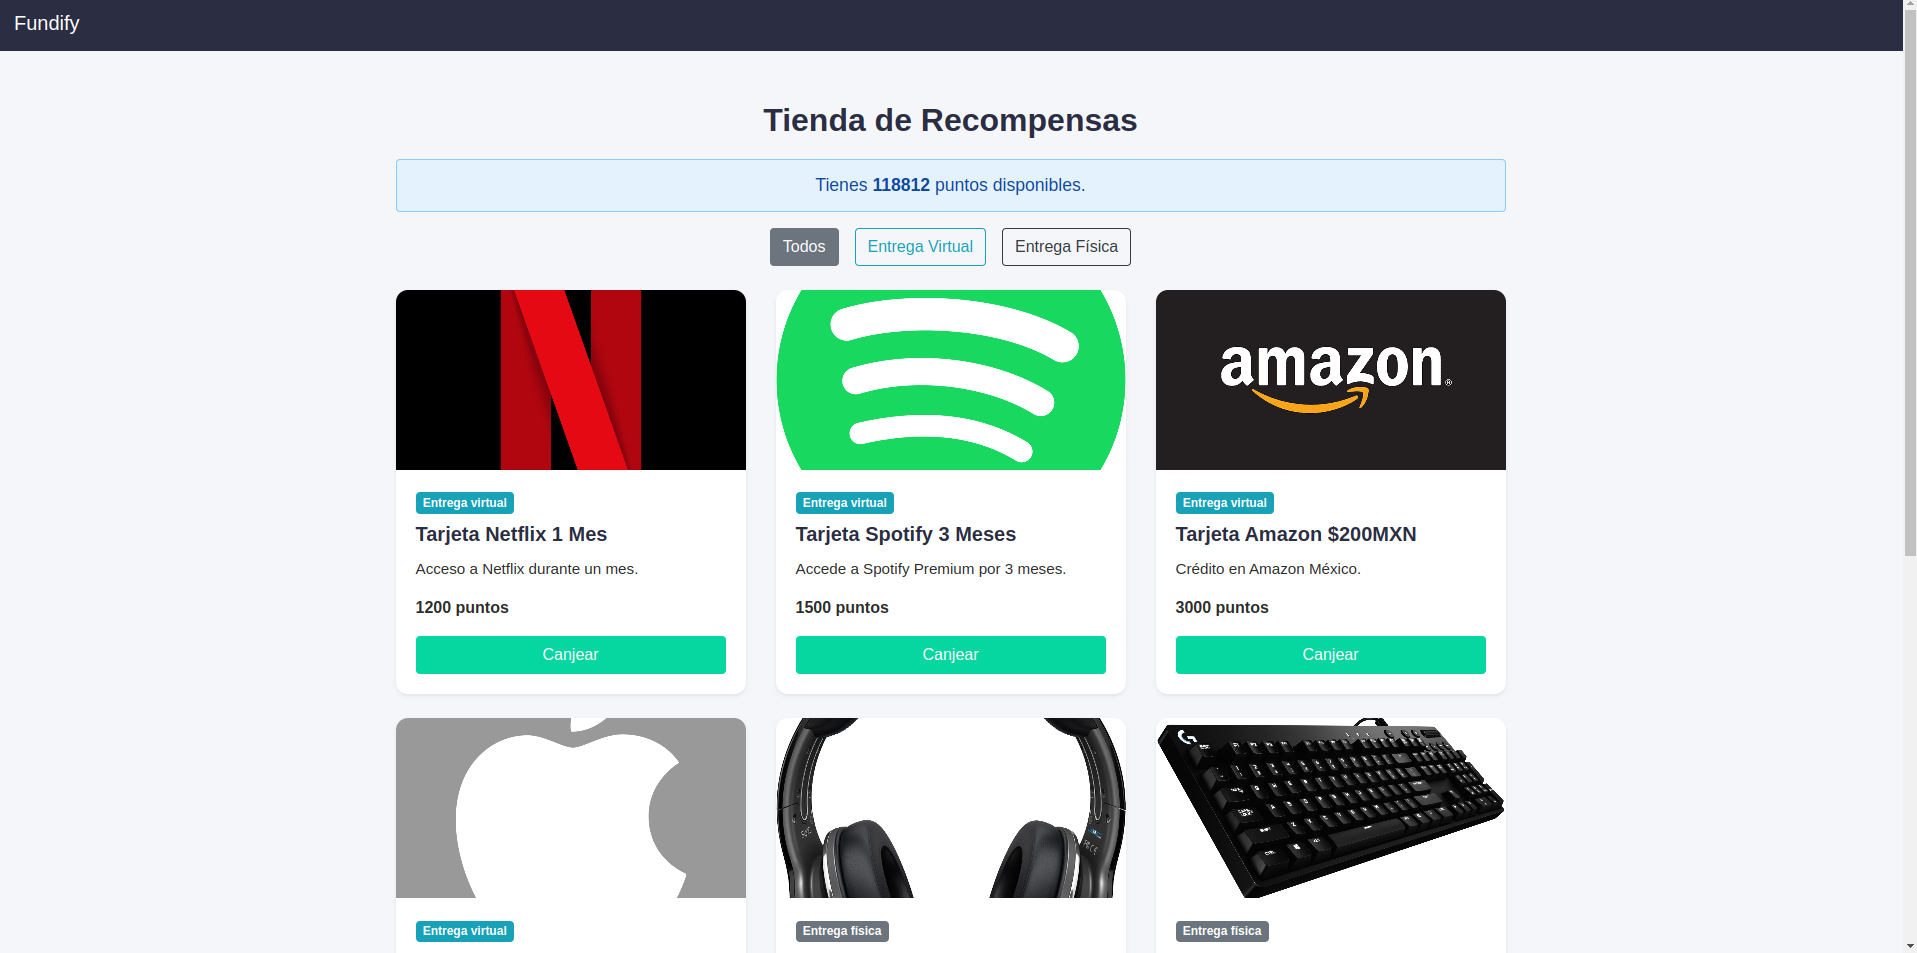 Fundify
Tienda de Recompensas
Tienes 118812 puntos disponibles.
Todos
Entrega Virtual
Entrega Física
amazon®
Entrega virtual
Tarjeta Netflix 1 Mes
Acceso a Netflix durante un mes.
1200 puntos
Canjear
Entrega virtual
Tarjeta Spotify 3 Meses
Accede a Spotify Premium por 3 meses.
1500 puntos
Canjear
Entrega virtual
Tarjeta Amazon $200MXN
Crédito en Amazon México.
3000 puntos
Canjear
Entrega virtual
Entrega física
Entrega física